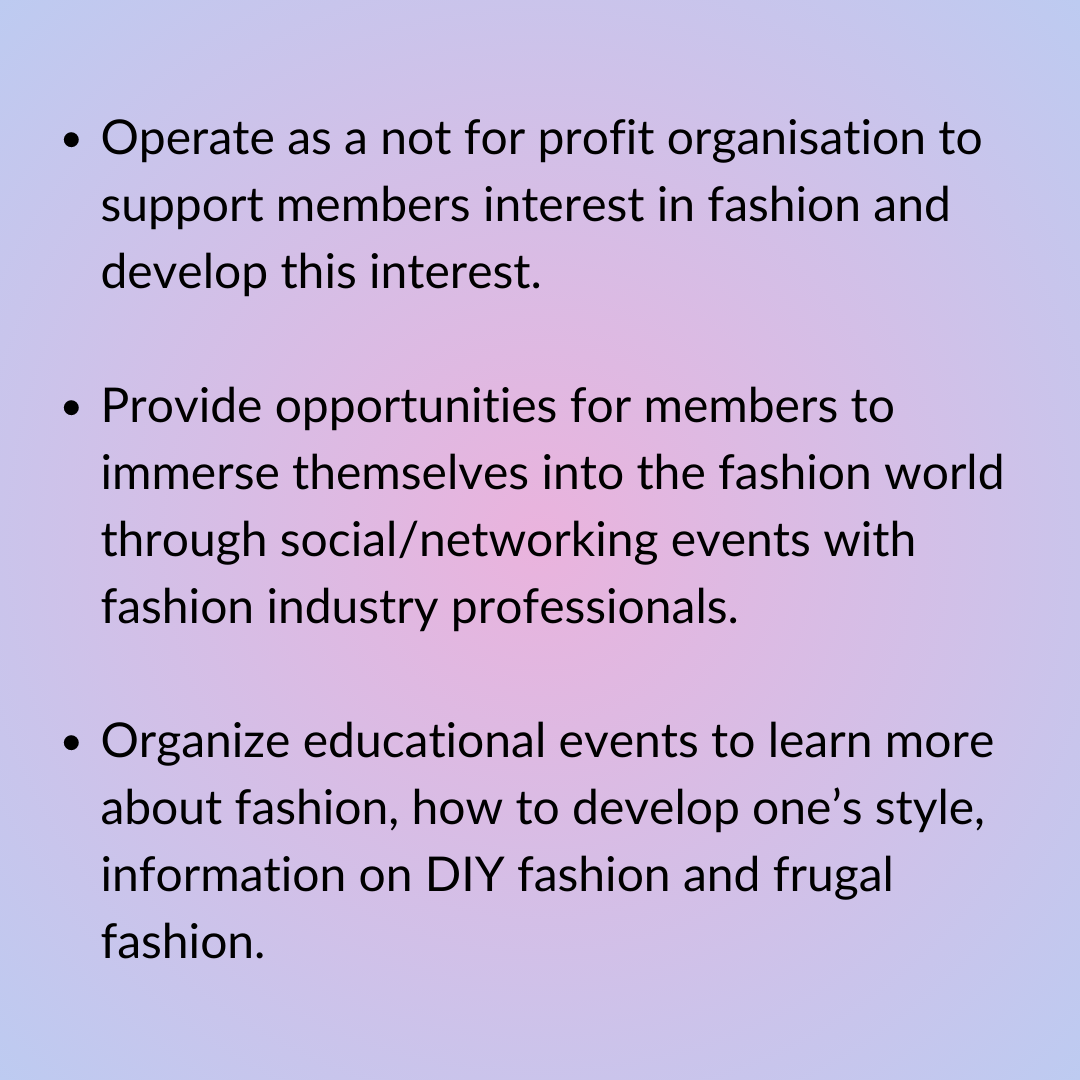 • Operate as a not for profit organisation to
support members interest in fashion and
develop this interest.
• Provide opportunities for members to
immerse themselves into the fashion world
through social/networking events with
fashion industry professionals.
• Organize educational events to learn more
about fashion, how to develop one’s style,
information on DIY fashion and frugal
fashion.